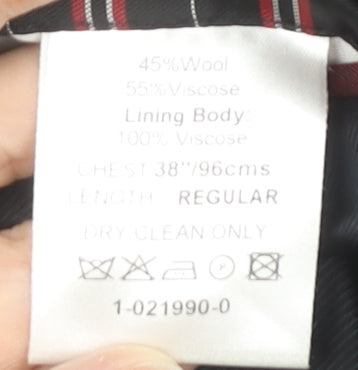 45%Wool
55%Viscose
Lining Body:
100% Viscose
CHEST 38"/96cms
LENGTH REGULAR
DRY CLEAN ONLY
P
1-021990-0